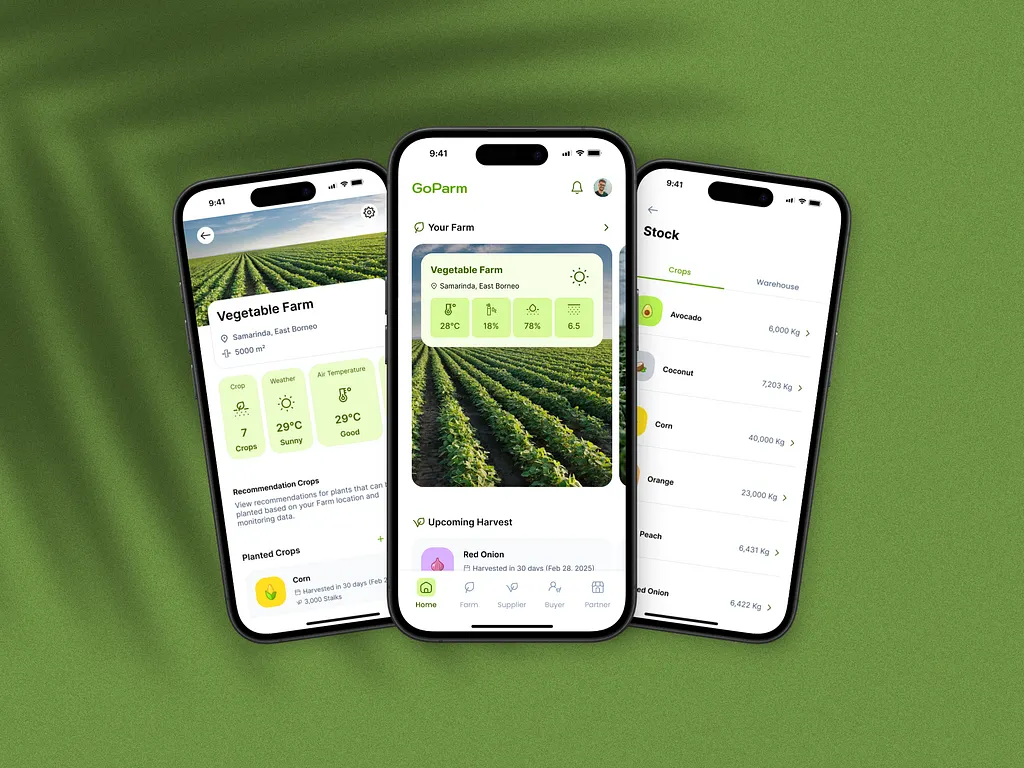 9:41
Vegetable Farm
Samarinda, East Borneo
5000 m²
Crop
7
Crops
Weather
29°C
Sunny
Air Temperature
29°C
Good
Recommendation Crops
View recommendations for plants that can
planted based on your Farm location and
monitoring data.
Planted Crops
+
Corn
Harvested in 30 days (Feb 2
3,000 Stalks
9:41
GoParm
Your Farm
Vegetable Farm
Samarinda, East Borneo
28°C
18%
78%
6.5
Upcoming Harvest
Red Onion
Harvested in 30 days (Feb 28, 2025)
Home
Farm
Supplier
Buyer
Partner
9:41
Stock
Crops
Warehouse
Avocado
6,000 Kg
Coconut
7,203 Kg
Corn
40,000 Kg
Orange
23,000 Kg
Peach
6,431 Kg
ed Onion
6,422 Kg